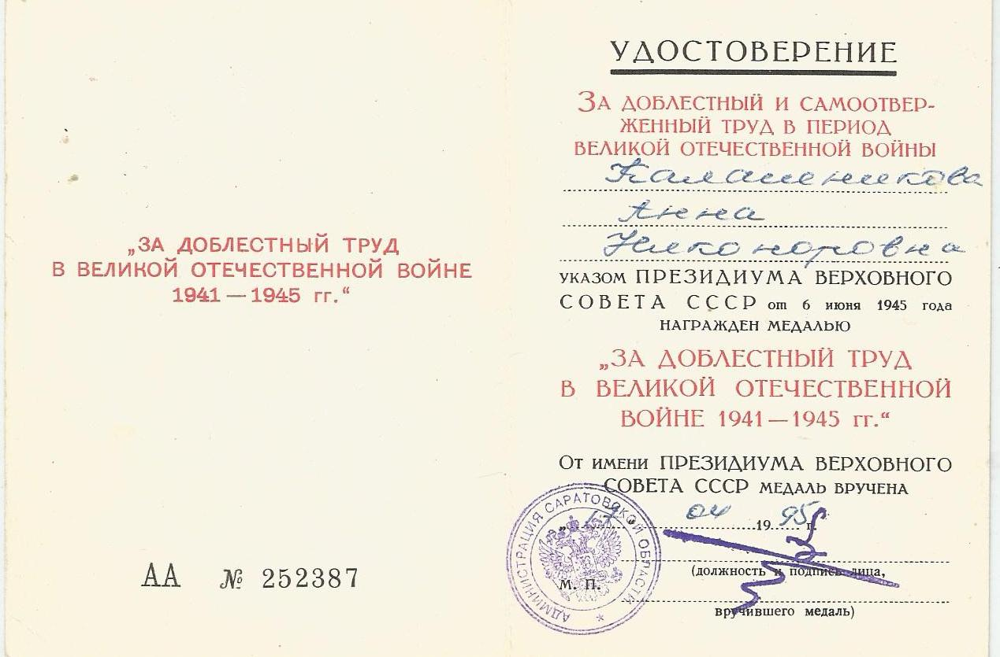 „ЗА ДОБЛЕСТНЫЙ ТРУД
В ВЕЛИКОЙ ОТЕЧЕСТВЕННОЙ ВОЙНЕ
1941 — 1945 гг.“
АА № 252387
УДОСТОВЕРЕНИЕ
ЗА ДОБЛЕСТНЫЙ И САМООТВЕР-
ЖЕННЫЙ ТРУД В ПЕРИОД
ВЕЛИКОЙ ОТЕЧЕСТВЕННОЙ ВОЙНЫ
Калашникова
Анна
Никоноровна
УКАЗОМ ПРЕЗИДИУМА ВЕРХОВНОГО
СОВЕТА СССР от 6 июня 1945 года
НАГРАЖДЕН МЕДАЛЬЮ
„ЗА ДОБЛЕСТНЫЙ ТРУД
В ВЕЛИКОЙ ОТЕЧЕСТВЕННОЙ
ВОЙНЕ 1941 — 1945 гг.“
От имени ПРЕЗИДИУМА ВЕРХОВНОГО
СОВЕТА СССР МЕДАЛЬ ВРУЧЕНА
„17“ 04 1995 г.
(должность и подпись лица,
М. П.
вручившего медаль)
АДМИНИСТРАЦИЯ САРАТОВСКОЙ ОБЛАСТИ